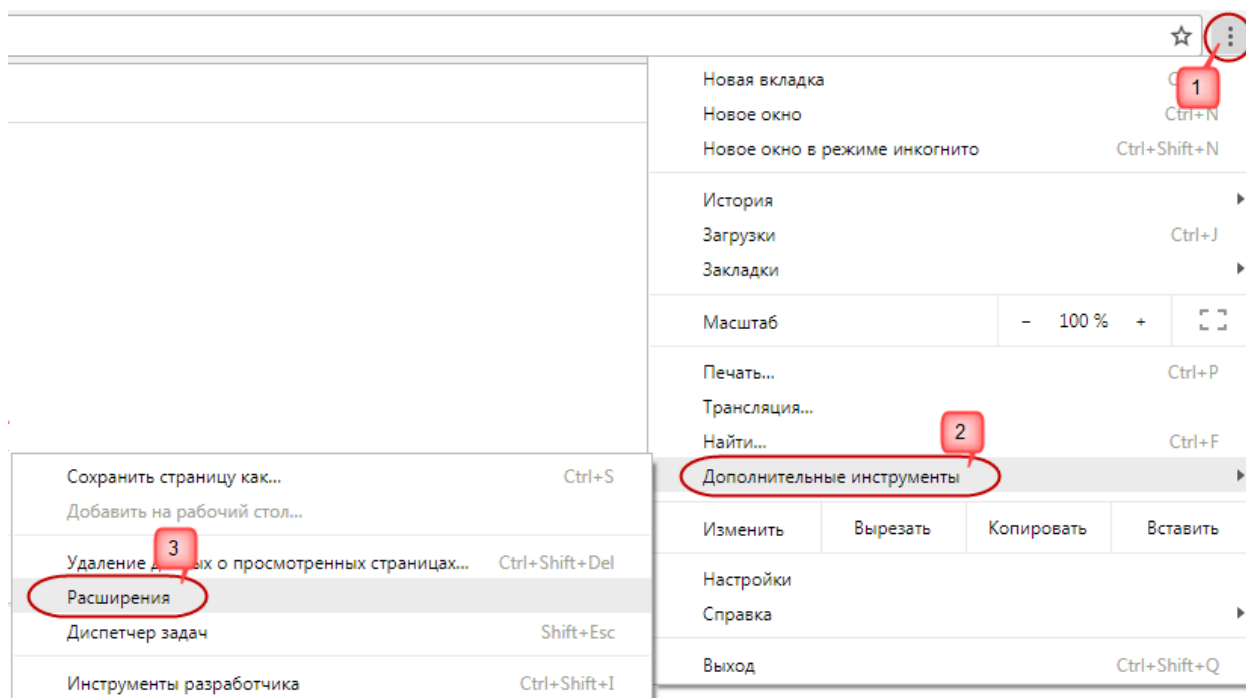 1
Новая вкладка
Новое окно Ctrl+N
Новое окно в режиме инкогнито Ctrl+Shift+N
История
Загрузки Ctrl+J
Закладки
Масштаб − 100 % +
Печать... Ctrl+P
Трансляция...
2
Найти... Ctrl+F
Дополнительные инструменты
Изменить Вырезать Копировать Вставить
Настройки
Справка
Выход Ctrl+Shift+Q
Сохранить страницу как... Ctrl+S
Добавить на рабочий стол...
3
Удаление о просмотренных страницах... Ctrl+Shift+Del
Расширения
Диспетчер задач Shift+Esc
Инструменты разработчика Ctrl+Shift+I